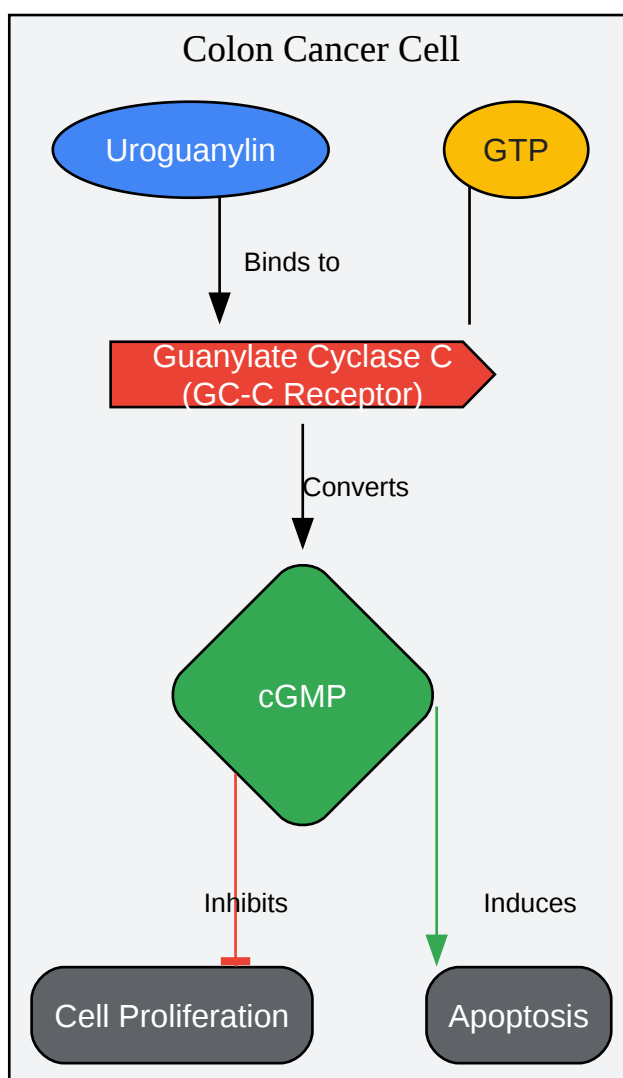 Colon Cancer Cell
Uroguanylin
GTP
Binds to
Guanylate Cyclase C
(GC-C Receptor)
Converts
cGMP
Inhibits
Induces
Cell Proliferation
Apoptosis